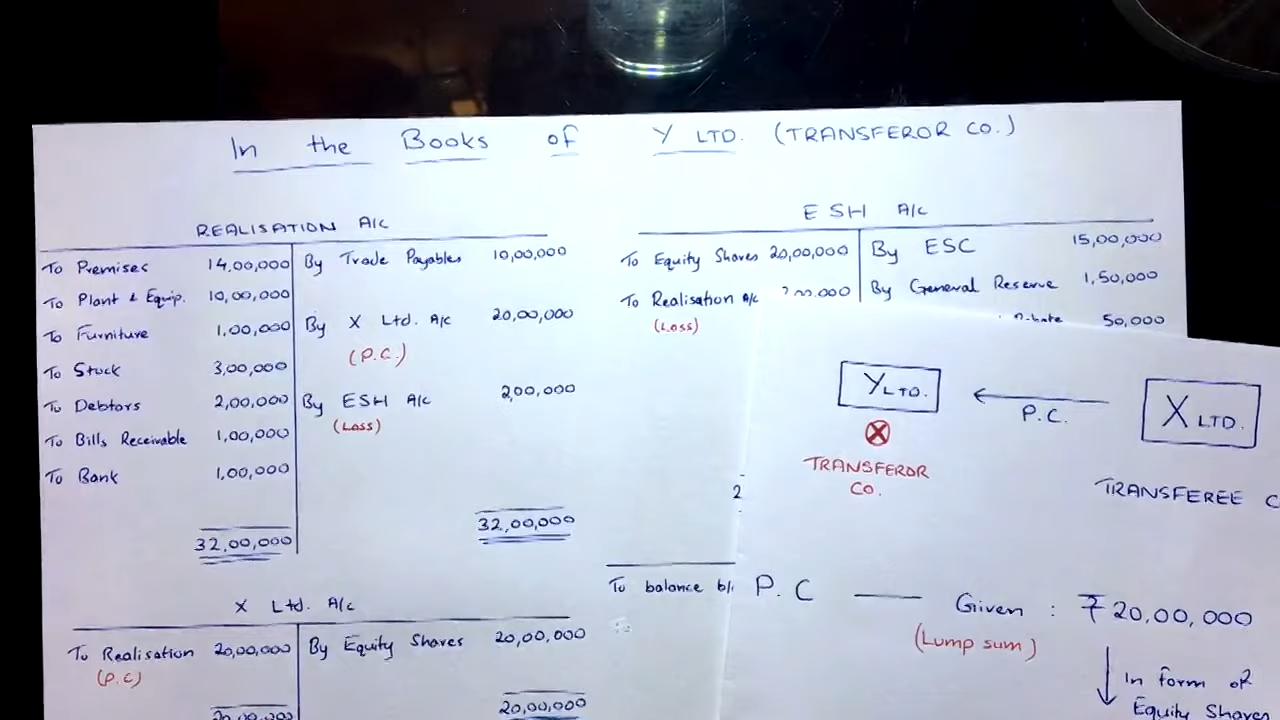 In the Books of Y LTD. (TRANSFEROR CO.)
REALISATION A/c
To Premises 14,00,000 By Trade Payables 10,00,000
To Plant & Equip. 10,00,000
To Furniture 1,00,000 By X Ltd. A/c 20,00,000
(P.C.)
To Stock 3,00,000
To Debtors 2,00,000 By ESH A/c 2,00,000
(Loss)
To Bills Receivable 1,00,000
To Bank 1,00,000
32,00,000 32,00,000
X Ltd. A/c
To Realisation 20,00,000 By Equity Shares 20,00,000
(P.C)
20,00,000 20,00,000
ESH A/c
To Equity Shares 20,00,000 By ESC 15,00,000
To Realisation A/c By General Reserve 1,50,000
(Loss)
50,000
2
To balance b/
Y LTD. P.C. X LTD.
TRANSFEROR CO.
TRANSFEREE C
P.C Given : ₹20,00,000
(Lump sum)
In form of
Equity Shares